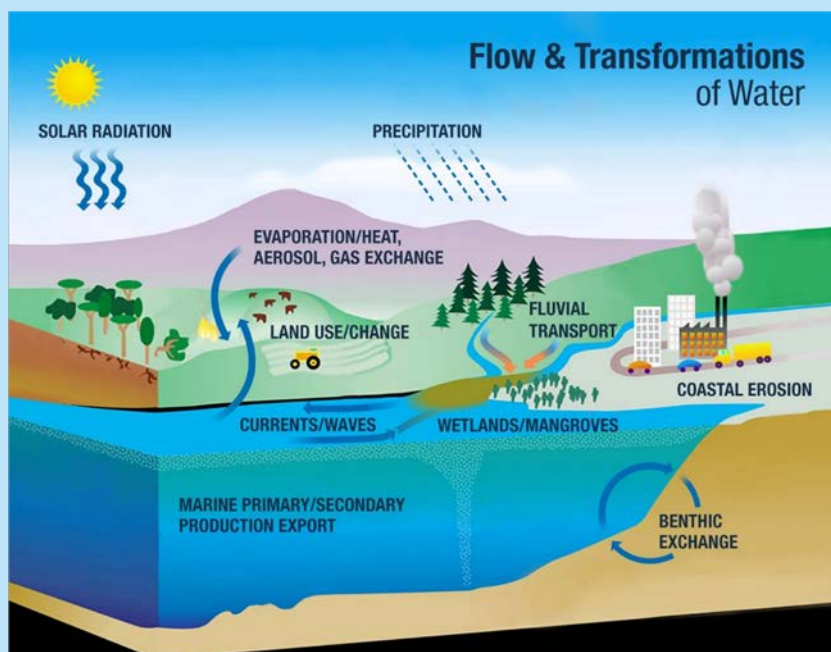 Flow & Transformations
of Water
SOLAR RADIATION
PRECIPITATION
EVAPORATION/HEAT,
AEROSOL, GAS EXCHANGE
LAND USE/CHANGE
FLUVIAL
TRANSPORT
COASTAL EROSION
CURRENTS/WAVES
WETLANDS/MANGROVES
MARINE PRIMARY/SECONDARY
PRODUCTION EXPORT
BENTHIC
EXCHANGE